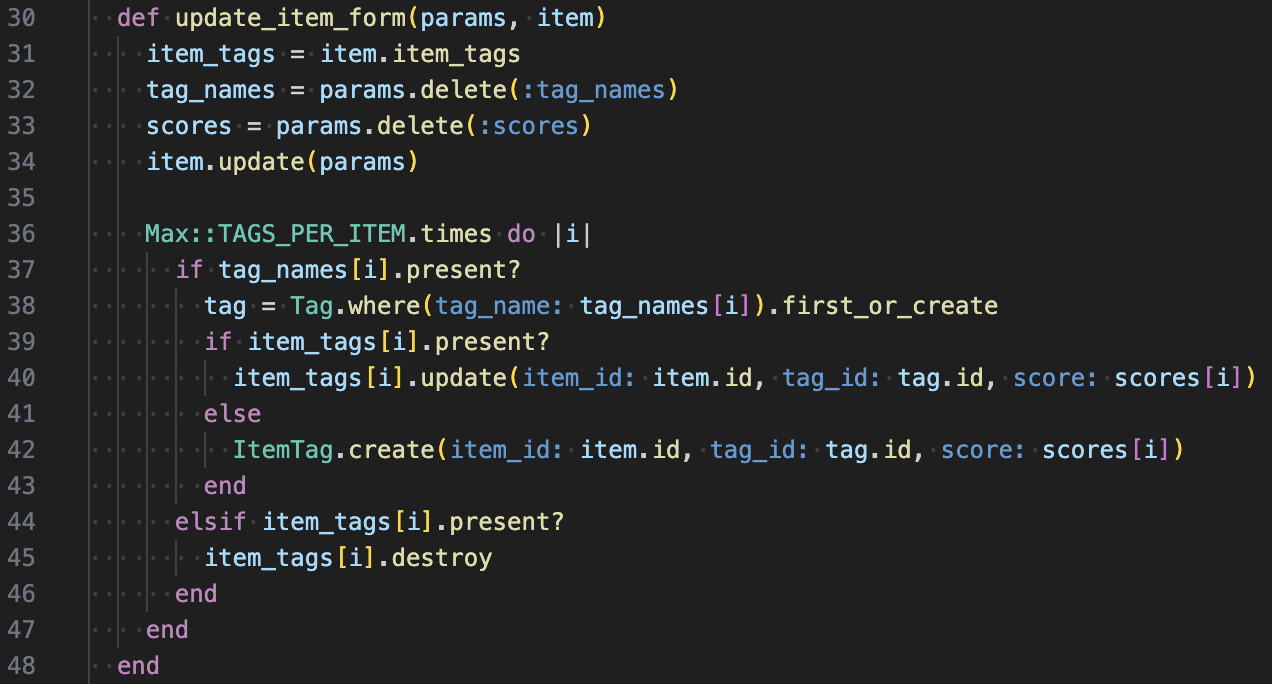 30 def update_item_form(params, item)
31 item_tags = item.item_tags
32 tag_names = params.delete(:tag_names)
33 scores = params.delete(:scores)
34 item.update(params)
35
36 Max::TAGS_PER_ITEM.times do |i|
37 if tag_names[i].present?
38 tag = Tag.where(tag_name: tag_names[i]).first_or_create
39 if item_tags[i].present?
40 item_tags[i].update(item_id: item.id, tag_id: tag.id, score: scores[i])
41 else
42 ItemTag.create(item_id: item.id, tag_id: tag.id, score: scores[i])
43 end
44 elsif item_tags[i].present?
45 item_tags[i].destroy
46 end
47 end
48 end